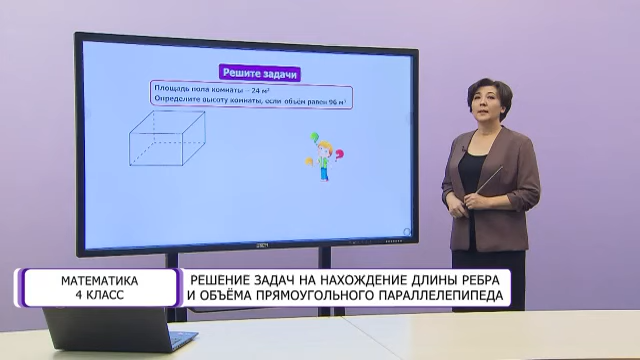 Решите задачи
Площадь пола комнаты – 24 м²
Определите высоту комнаты, если объём равен 96 м³
МАТЕМАТИКА
4 КЛАСС
РЕШЕНИЕ ЗАДАЧ НА НАХОЖДЕНИЕ ДЛИНЫ РЕБРА
И ОБЪЁМА ПРЯМОУГОЛЬНОГО ПАРАЛЛЕЛЕПИПЕДА